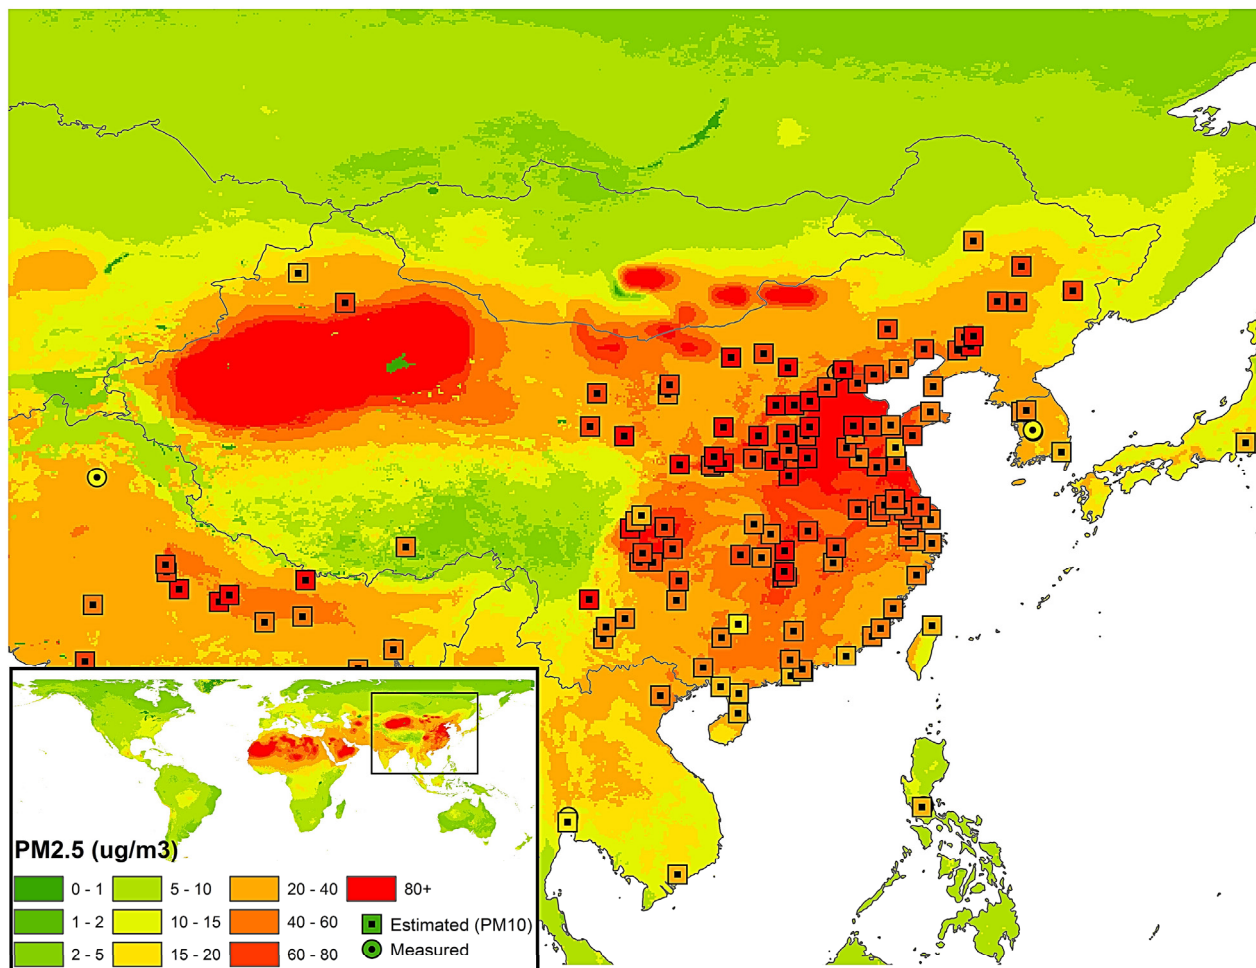 PM2.5 (ug/m3)
0 - 1 5 - 10 20 - 40 80+
1 - 2 10 - 15 40 - 60 Estimated (PM10)
2 - 5 15 - 20 60 - 80 Measured